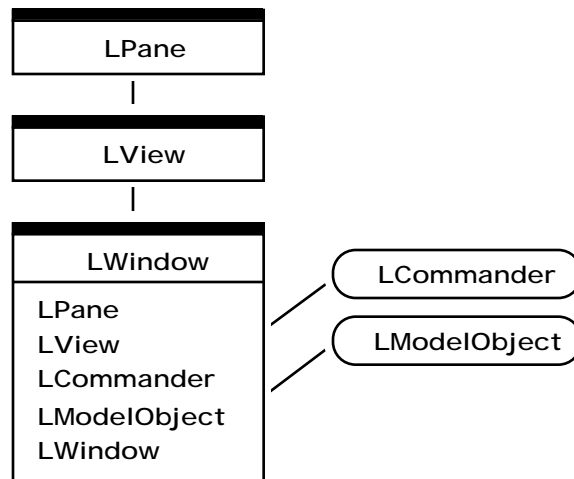 LPane
LView
LWindow
LCommander
LModelObject
LPane
LView
LCommander
LModelObject
LWindow